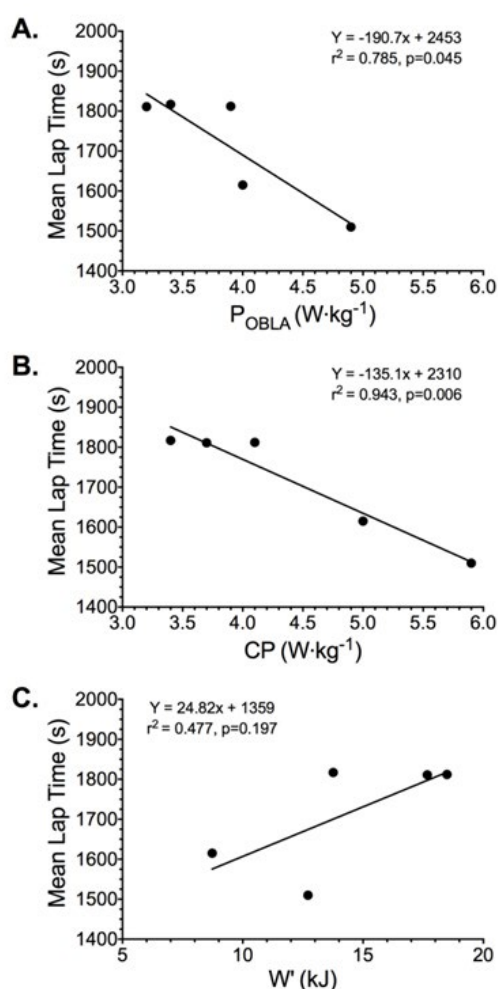 A.
Y = -190.7x + 2453
r² = 0.785, p=0.045
2000
1900
1800
1700
1600
1500
1400
Mean Lap Time (s)
3.0 3.5 4.0 4.5 5.0 5.5 6.0
P_OBLA (W·kg⁻¹)
B.
Y = -135.1x + 2310
r² = 0.943, p=0.006
2000
1900
1800
1700
1600
1500
1400
Mean Lap Time (s)
3.0 3.5 4.0 4.5 5.0 5.5 6.0
CP (W·kg⁻¹)
C.
Y = 24.82x + 1359
r² = 0.477, p=0.197
2000
1900
1800
1700
1600
1500
1400
Mean Lap Time (s)
5 10 15 20
W' (kJ)